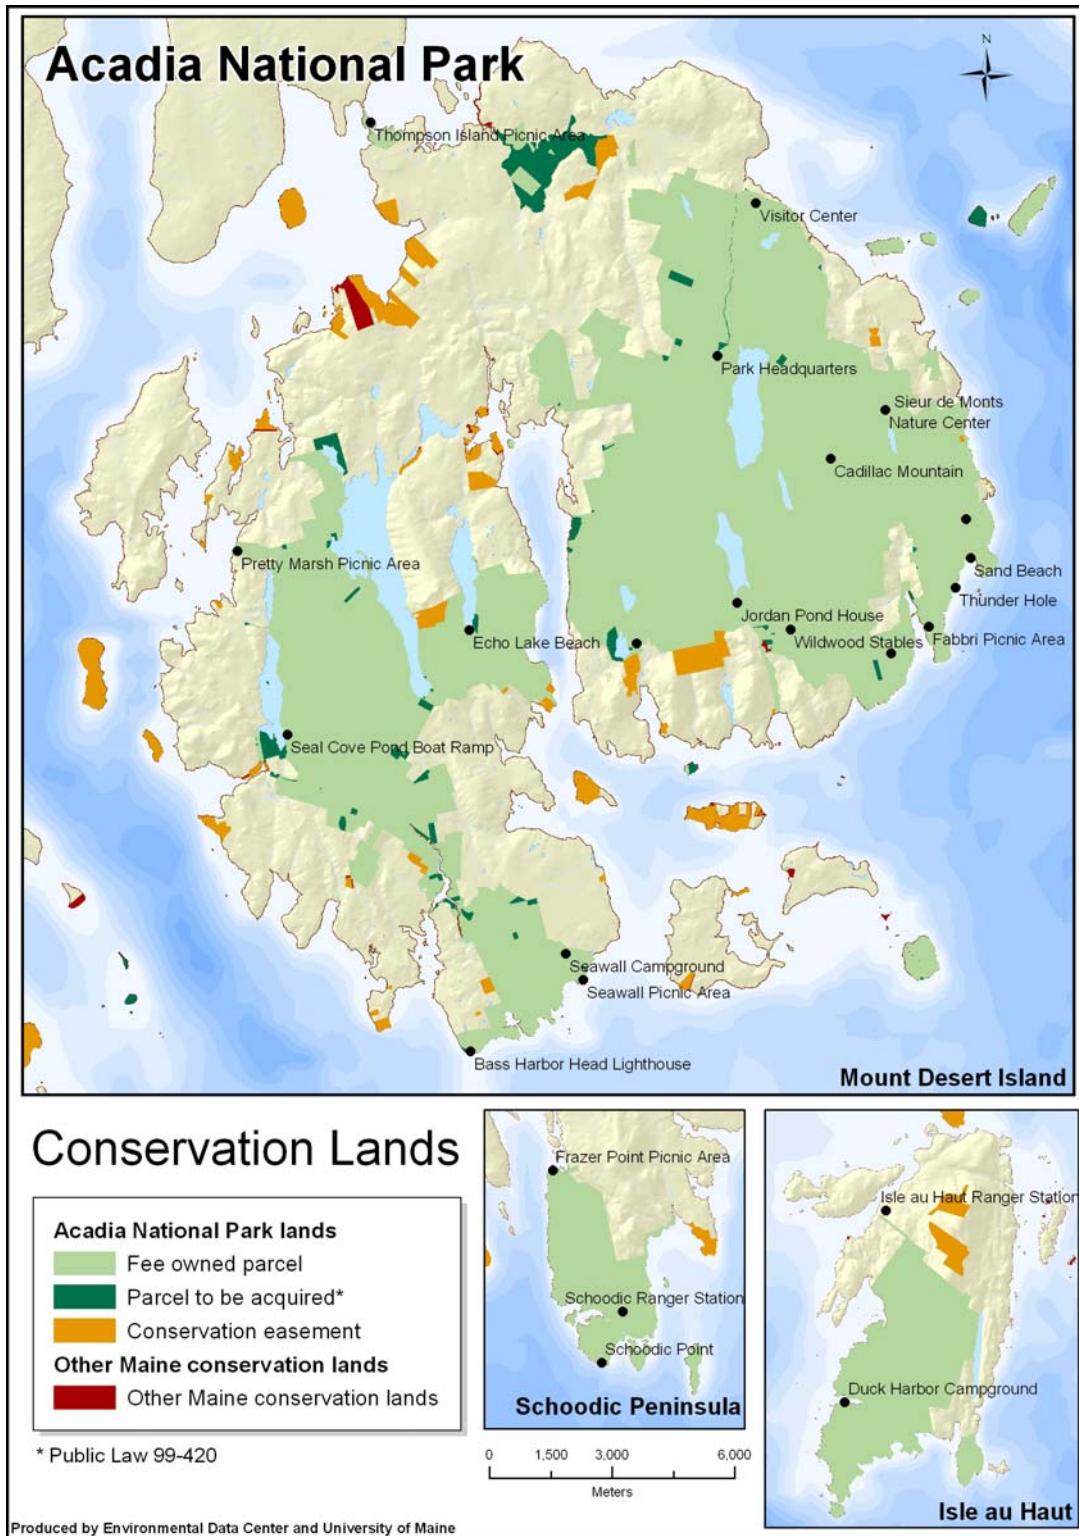 Acadia National Park
N
Thompson Island Picnic Area
Visitor Center
Park Headquarters
Sieur de Monts
Nature Center
Cadillac Mountain
Pretty Marsh Picnic Area
Sand Beach
Thunder Hole
Jordan Pond House
Echo Lake Beach
Wildwood Stables
Fabbri Picnic Area
Seal Cove Pond Boat Ramp
Seawall Campground
Seawall Picnic Area
Bass Harbor Head Lighthouse
Mount Desert Island
Conservation Lands
Acadia National Park lands
Fee owned parcel
Parcel to be acquired*
Conservation easement
Other Maine conservation lands
Other Maine conservation lands
* Public Law 99-420
Frazer Point Picnic Area
Schoodic Ranger Station
Schoodic Point
Schoodic Peninsula
0 1,500 3,000 6,000
Meters
Isle au Haut Ranger Station
Duck Harbor Campground
Isle au Haut
Produced by Environmental Data Center and University of Maine